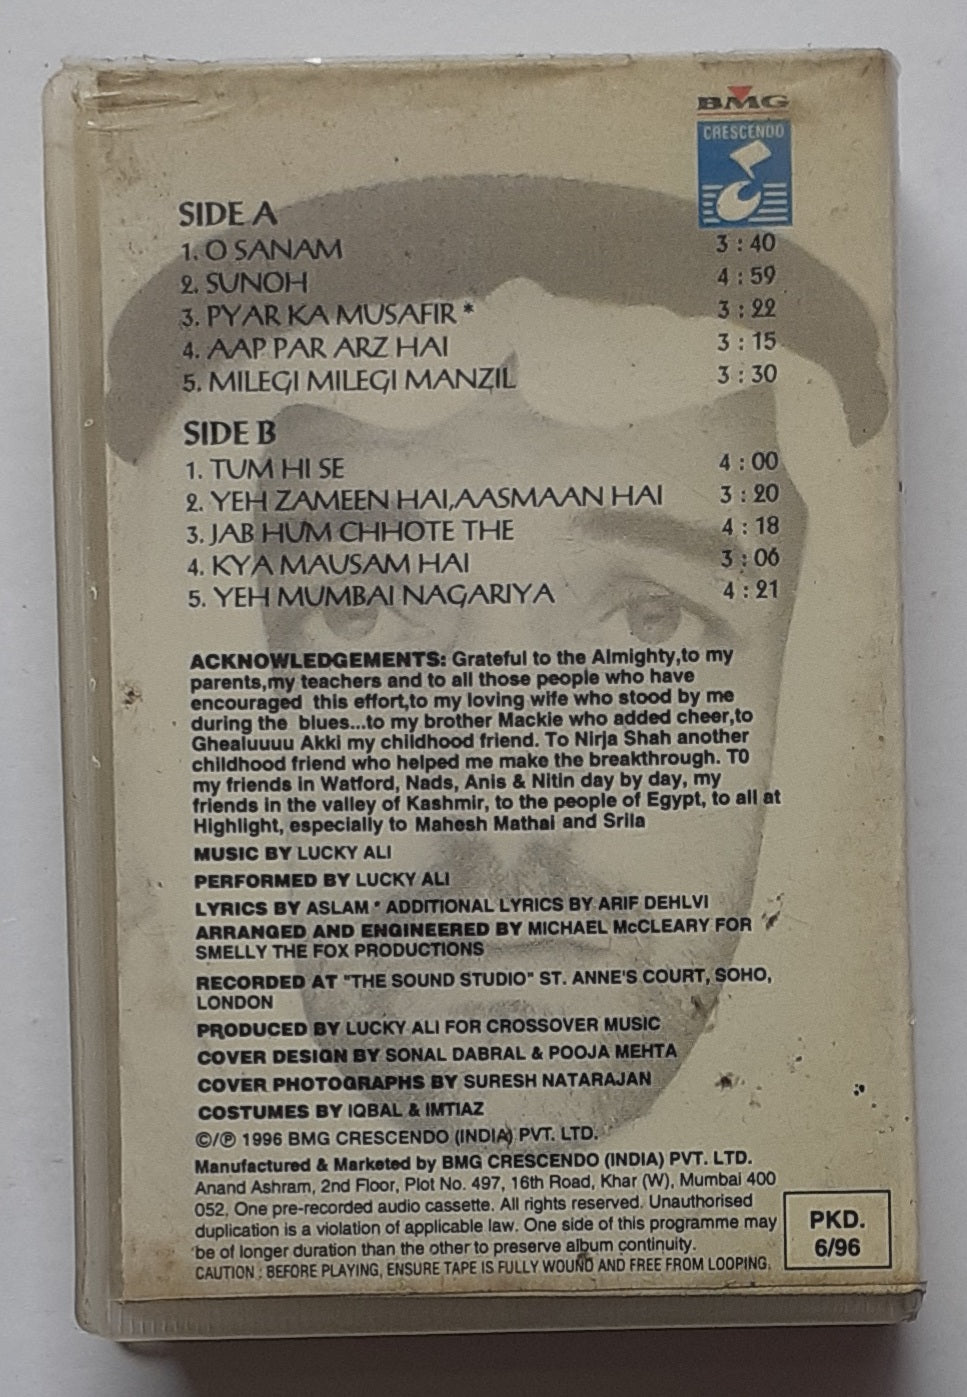 BMG
CRESCENDO
SIDE A
1. O SANAM 3 : 40
2. SUNOH 4 : 59
3. PYAR KA MUSAFIR * 3 : 22
4. AAP PAR ARZ HAI 3 : 15
5. MILEGI MILEGI MANZIL 3 : 30
SIDE B
1. TUM HI SE 4 : 00
2. YEH ZAMEEN HAI,AASMAAN HAI 3 : 20
3. JAB HUM CHHOTE THE 4 : 18
4. KYA MAUSAM HAI 3 : 06
5. YEH MUMBAI NAGARIYA 4 : 21
ACKNOWLEDGEMENTS: Grateful to the Almighty,to my
parents,my teachers and to all those people who have
encouraged this effort,to my loving wife who stood by me
during the blues...to my brother Mackie who added cheer,to
Ghealuuuu Akki my childhood friend. To Nirja Shah another
childhood friend who helped me make the breakthrough. TO
my friends in Watford, Nads, Anis & Nitin day by day, my
friends in the valley of Kashmir, to the people of Egypt, to all at
Highlight, especially to Mahesh Mathai and Srila
MUSIC BY LUCKY ALI
PERFORMED BY LUCKY ALI
LYRICS BY ASLAM * ADDITIONAL LYRICS BY ARIF DEHLVI
ARRANGED AND ENGINEERED BY MICHAEL McCLEARY FOR
SMELLY THE FOX PRODUCTIONS
RECORDED AT "THE SOUND STUDIO" ST. ANNE'S COURT, SOHO,
LONDON
PRODUCED BY LUCKY ALI FOR CROSSOVER MUSIC
COVER DESIGN BY SONAL DABRAL & POOJA MEHTA
COVER PHOTOGRAPHS BY SURESH NATARAJAN
COSTUMES BY IQBAL & IMTIAZ
©/℗ 1996 BMG CRESCENDO (INDIA) PVT. LTD.
Manufactured & Marketed by BMG CRESCENDO (INDIA) PVT. LTD.
Anand Ashram, 2nd Floor, Plot No. 497, 16th Road, Khar (W), Mumbai 400
052, One pre-recorded audio cassette. All rights reserved. Unauthorised
duplication is a violation of applicable law. One side of this programme may
be of longer duration than the other to preserve album continuity.
CAUTION : BEFORE PLAYING, ENSURE TAPE IS FULLY WOUND AND FREE FROM LOOPING.
PKD.
6/96